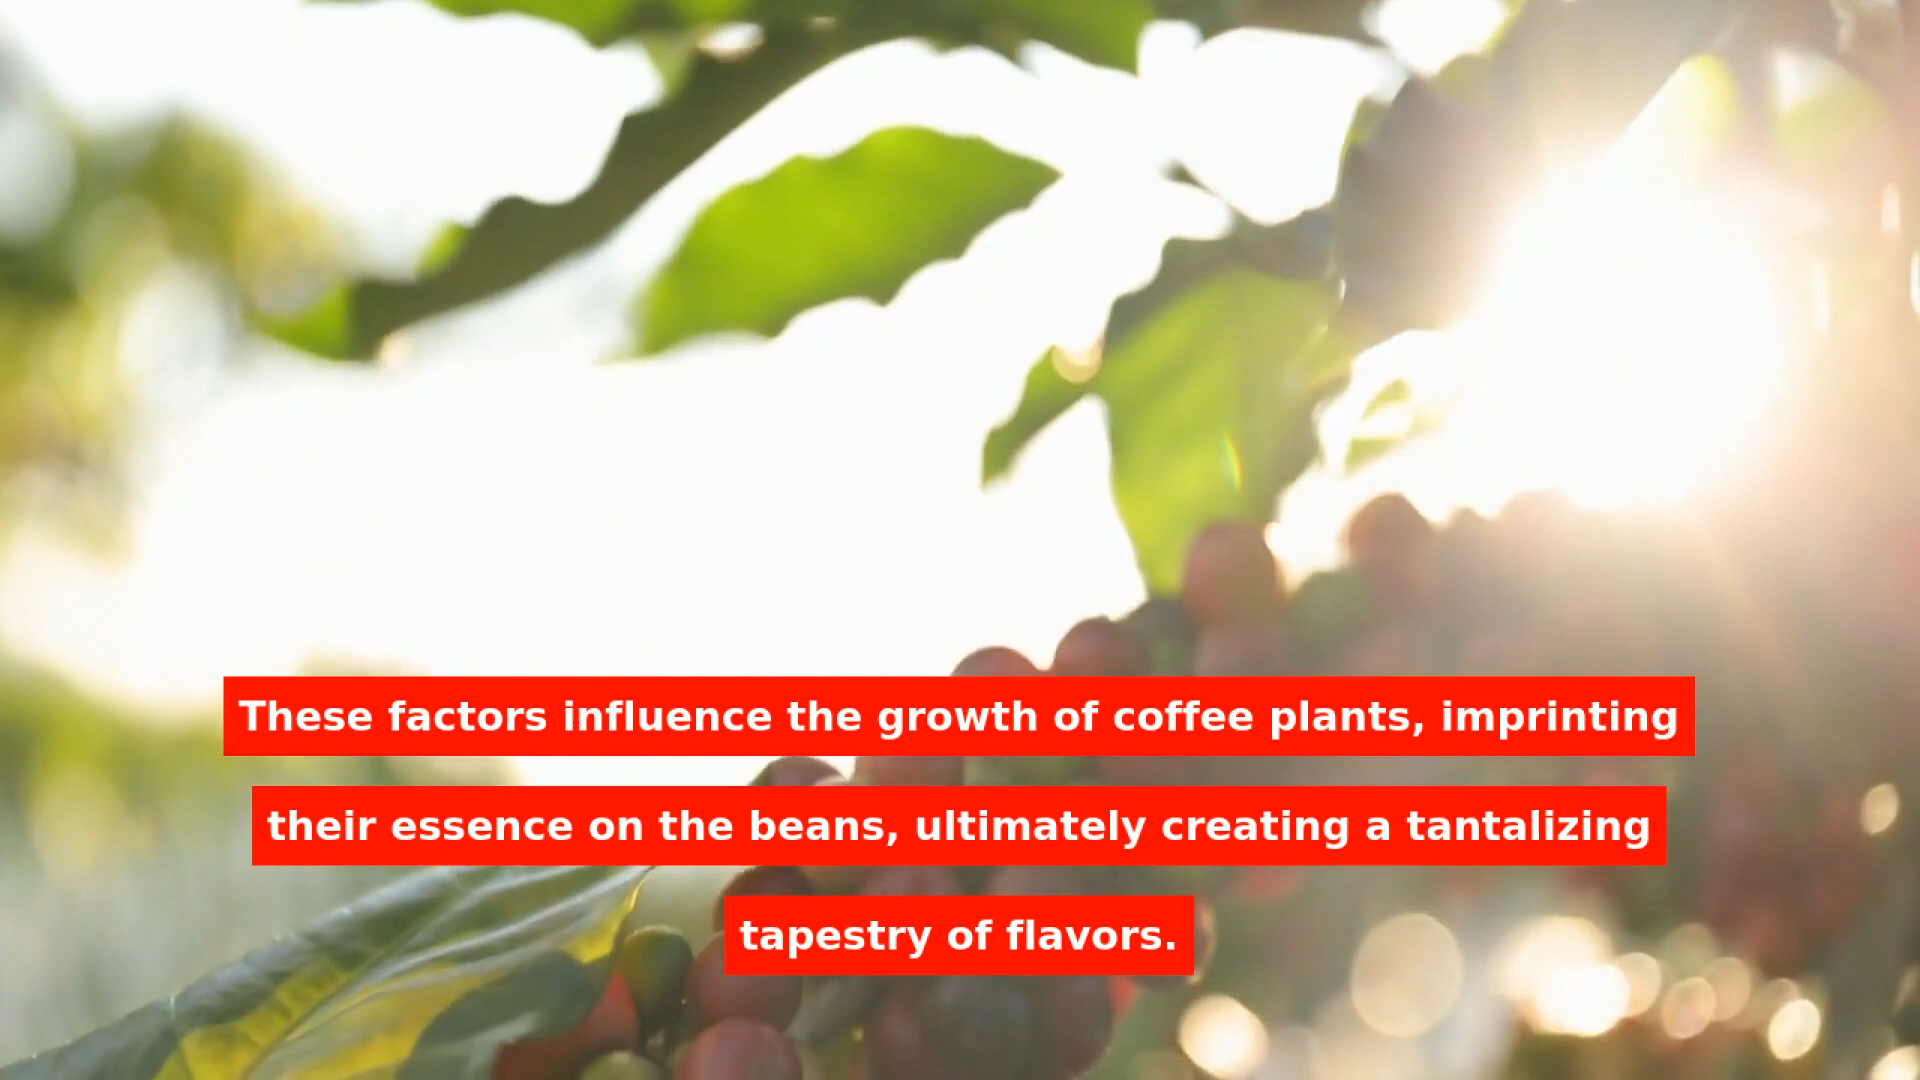 These factors influence the growth of coffee plants, imprinting
their essence on the beans, ultimately creating a tantalizing
tapestry of flavors.